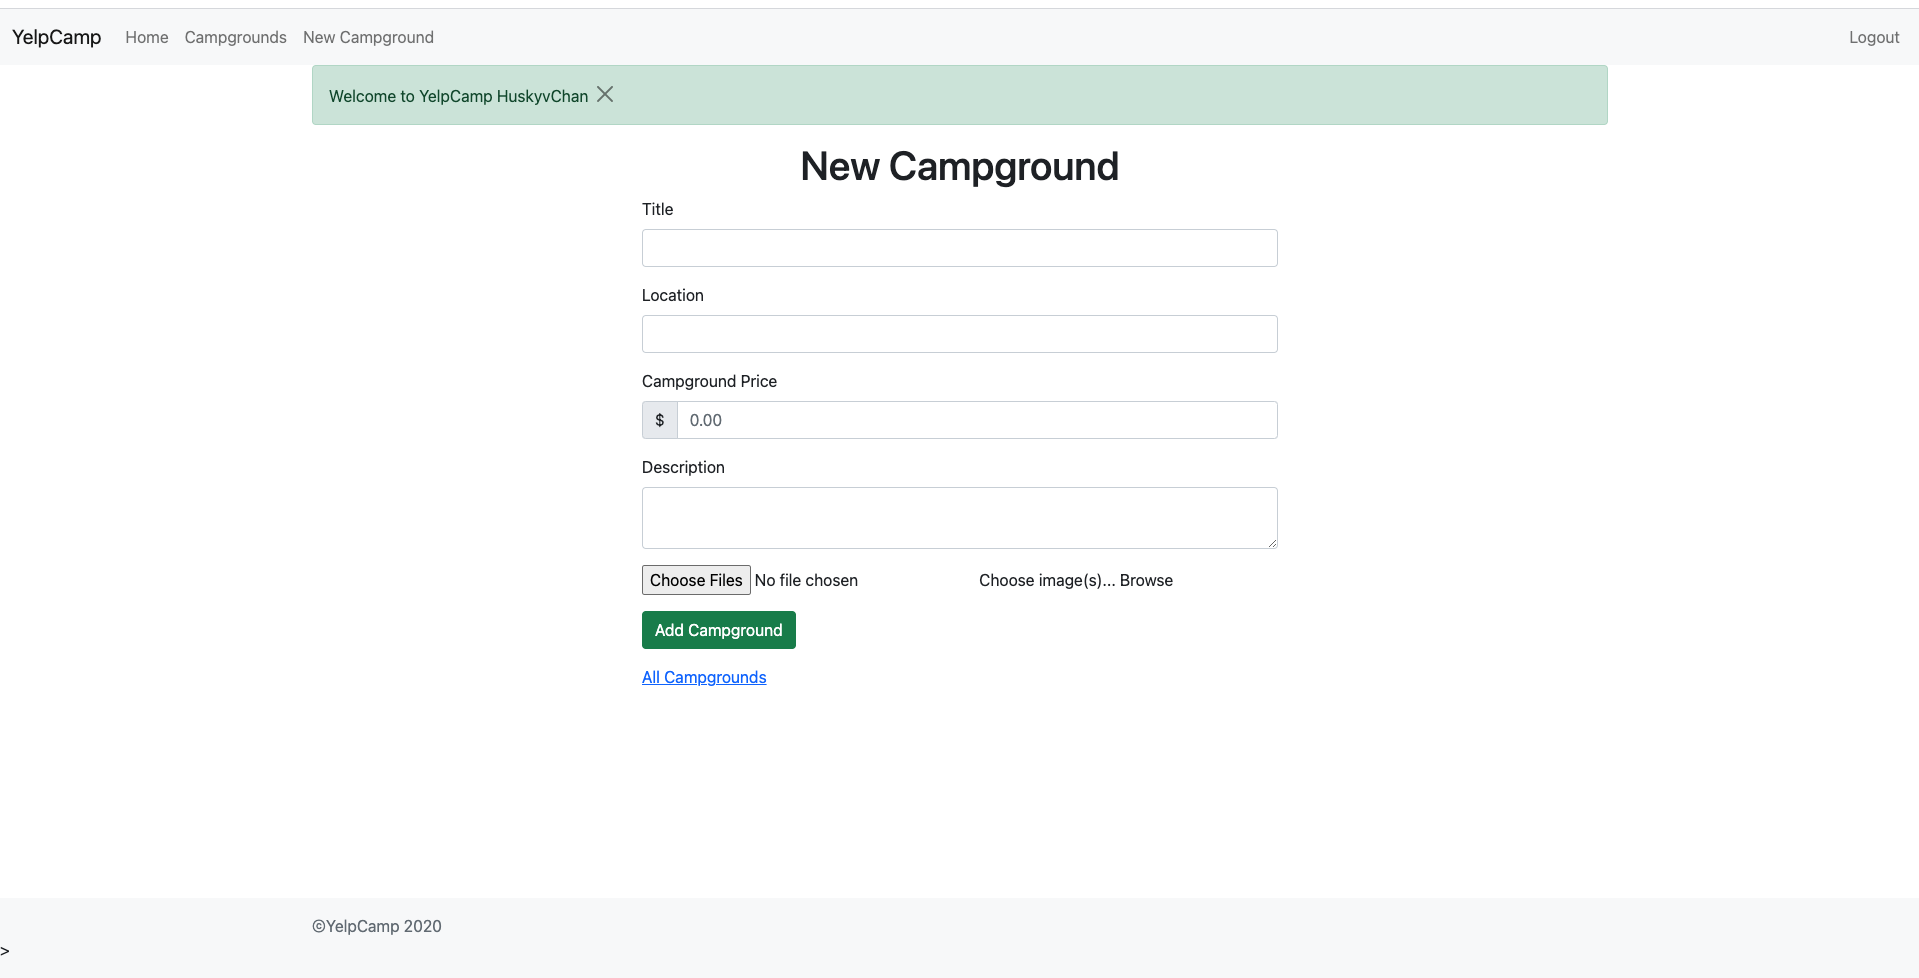 YelpCamp Home Campgrounds New Campground Logout
Welcome to YelpCamp HuskyvChan
New Campground
Title
Location
Campground Price
$ 0.00
Description
Choose Files No file chosen Choose image(s)... Browse
Add Campground
All Campgrounds
©YelpCamp 2020
>